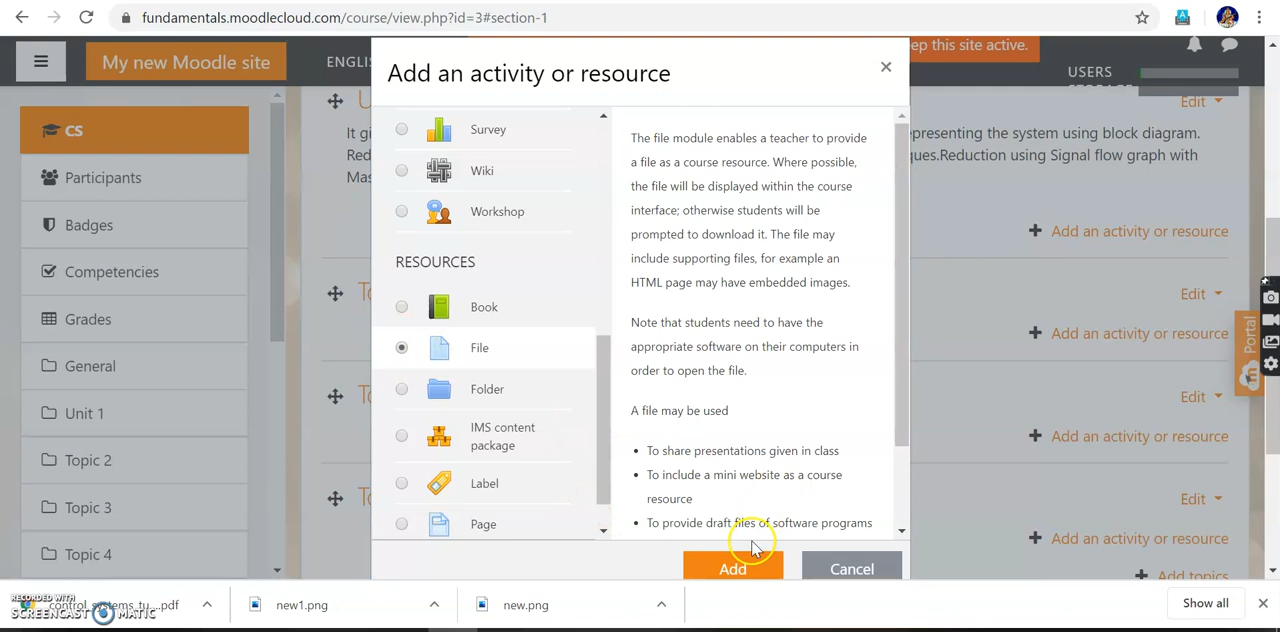 fundamentals.moodlecloud.com/course/view.php?id=3#section-1
My new Moodle site
ENGLI
ep this site active.
USERS
Add an activity or resource
CS
Participants
Badges
Competencies
Grades
General
Unit 1
Topic 2
Topic 3
Topic 4
Survey
Wiki
Workshop
RESOURCES
Book
File
Folder
IMS content
package
Label
Page
The file module enables a teacher to provide
a file as a course resource. Where possible,
the file will be displayed within the course
interface; otherwise students will be
prompted to download it. The file may
include supporting files, for example an
HTML page may have embedded images.
Note that students need to have the
appropriate software on their computers in
order to open the file.
A file may be used
• To share presentations given in class
• To include a mini website as a course
resource
• To provide draft files of software programs
Add
Cancel
Edit
It gi
epresenting the system using block diagram.
Red
ques.Reduction using Signal flow graph with
Mas
Add an activity or resource
Edit
Add an activity or resource
Edit
Add an activity or resource
Edit
Add an activity or resource
Add topics
Portal
RECORDED WITH
SCREENCAST MATIC
control_systems_tu....pdf
new1.png
new.png
Show all